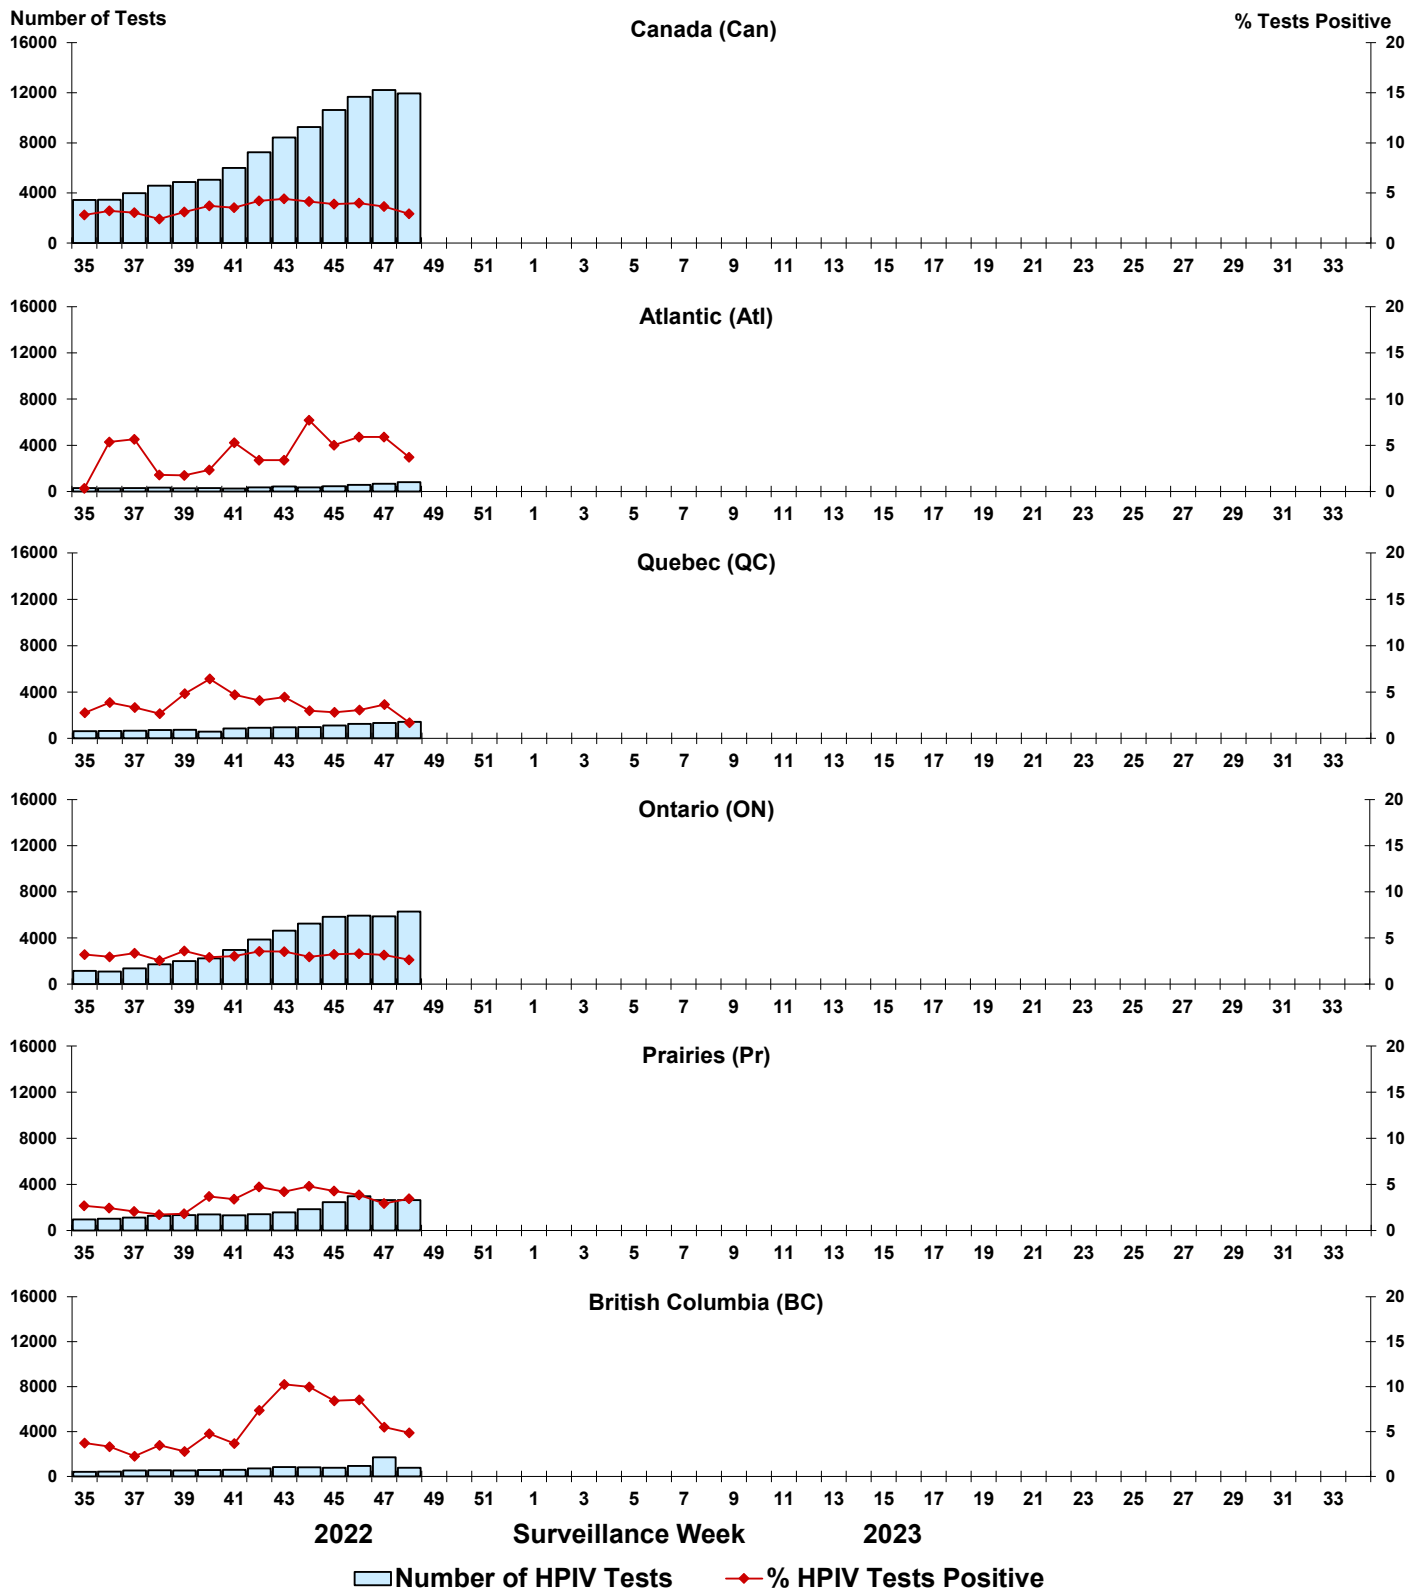 Number of Tests
Canada (Can)
% Tests Positive
16000 20
12000 15
8000 10
4000 5
0 0
35 37 39 41 43 45 47 49 51 1 3 5 7 9 11 13 15 17 19 21 23 25 27 29 31 33
Atlantic (Atl)
16000 20
12000 15
8000 10
4000 5
0 0
35 37 39 41 43 45 47 49 51 1 3 5 7 9 11 13 15 17 19 21 23 25 27 29 31 33
Quebec (QC)
16000 20
12000 15
8000 10
4000 5
0 0
35 37 39 41 43 45 47 49 51 1 3 5 7 9 11 13 15 17 19 21 23 25 27 29 31 33
Ontario (ON)
16000 20
12000 15
8000 10
4000 5
0 0
35 37 39 41 43 45 47 49 51 1 3 5 7 9 11 13 15 17 19 21 23 25 27 29 31 33
Prairies (Pr)
16000 20
12000 15
8000 10
4000 5
0 0
35 37 39 41 43 45 47 49 51 1 3 5 7 9 11 13 15 17 19 21 23 25 27 29 31 33
British Columbia (BC)
16000 20
12000 15
8000 10
4000 5
0 0
35 37 39 41 43 45 47 49 51 1 3 5 7 9 11 13 15 17 19 21 23 25 27 29 31 33
2022 Surveillance Week 2023
Number of HPIV Tests % HPIV Tests Positive